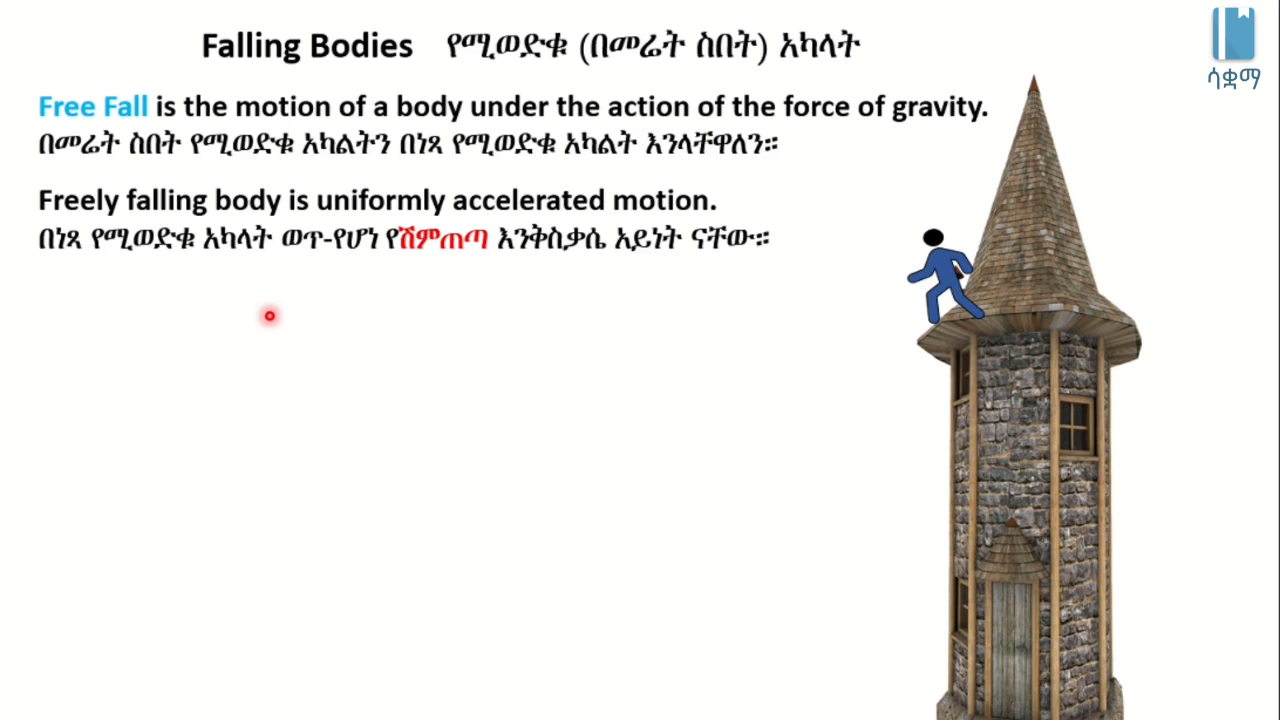 Falling Bodies የሚወድቁ (በመሬት ስበት) አካላት
ሳቋማ
Free Fall is the motion of a body under the action of the force of gravity.
በመሬት ስበት የሚወድቁ አካልትን በነጻ የሚወድቁ አካልት እንላቸዋለን።
Freely falling body is uniformly accelerated motion.
በነጻ የሚወድቁ አካላት ወጥ-የሆነ የሽምጠጣ እንቅስቃሴ አይነት ናቸው።